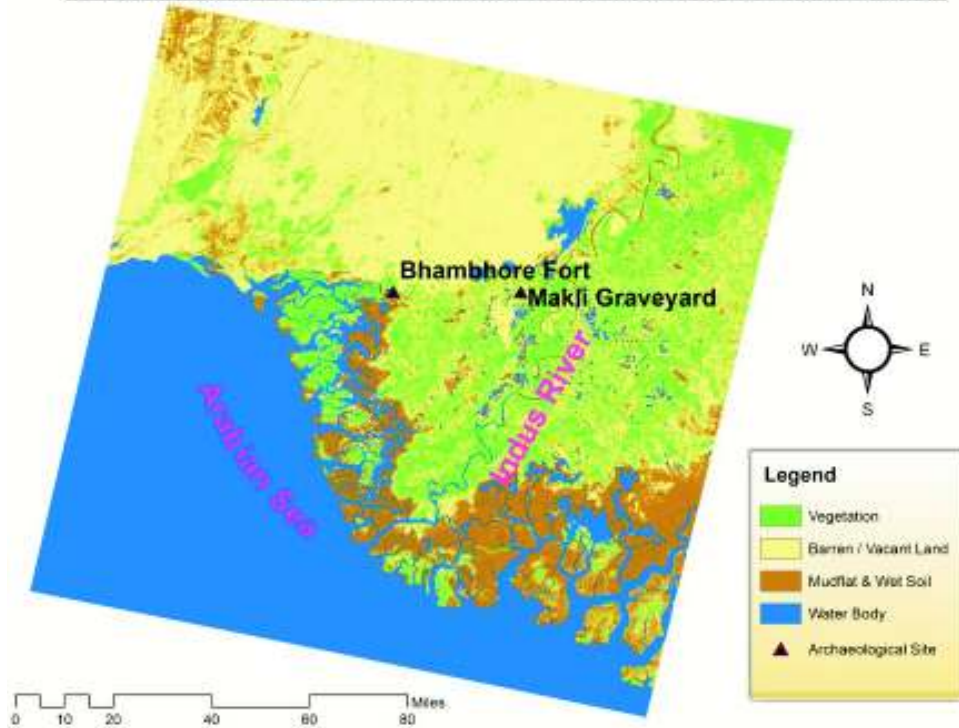 Bhambhore Fort
Makli Graveyard
Indus River
Arabian Sea
N
W
E
S
Legend
Vegetation
Barren / Vacant Land
Mudflat & Wet Soil
Water Body
Archaeological Site
Miles
0 10 20 40 60 80